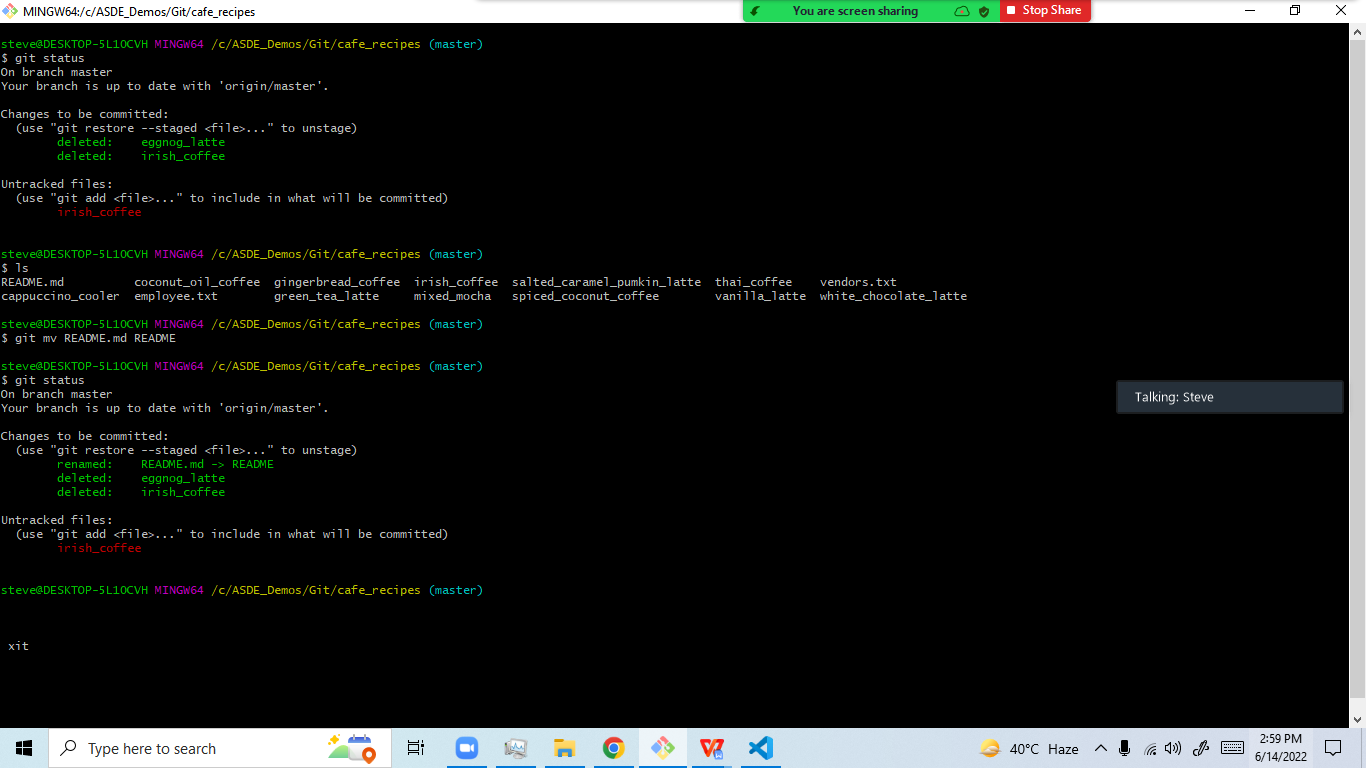 MINGW64:/c/ASDE_Demos/Git/cafe_recipes
You are screen sharing
Stop Share
steve@DESKTOP-5L1OCVH MINGW64 /c/ASDE_Demos/Git/cafe_recipes (master)
$ git status
On branch master
Your branch is up to date with 'origin/master'.
Changes to be committed:
(use "git restore --staged <file>..." to unstage)
deleted: eggnog_latte
deleted: irish_coffee
Untracked files:
(use "git add <file>..." to include in what will be committed)
irish_coffee
steve@DESKTOP-5L1OCVH MINGW64 /c/ASDE_Demos/Git/cafe_recipes (master)
$ ls
README.md coconut_oil_coffee gingerbread_coffee irish_coffee salted_caramel_pumkin_latte thai_coffee vendors.txt
cappuccino_cooler employee.txt green_tea_latte mixed_mocha spiced_coconut_coffee vanilla_latte white_chocolate_latte
steve@DESKTOP-5L1OCVH MINGW64 /c/ASDE_Demos/Git/cafe_recipes (master)
$ git mv README.md README
steve@DESKTOP-5L1OCVH MINGW64 /c/ASDE_Demos/Git/cafe_recipes (master)
$ git status
On branch master
Your branch is up to date with 'origin/master'.
Changes to be committed:
(use "git restore --staged <file>..." to unstage)
renamed: README.md -> README
deleted: eggnog_latte
deleted: irish_coffee
Untracked files:
(use "git add <file>..." to include in what will be committed)
irish_coffee
steve@DESKTOP-5L1OCVH MINGW64 /c/ASDE_Demos/Git/cafe_recipes (master)
xit
Talking: Steve
Type here to search
40°C Haze
2:59 PM
6/14/2022